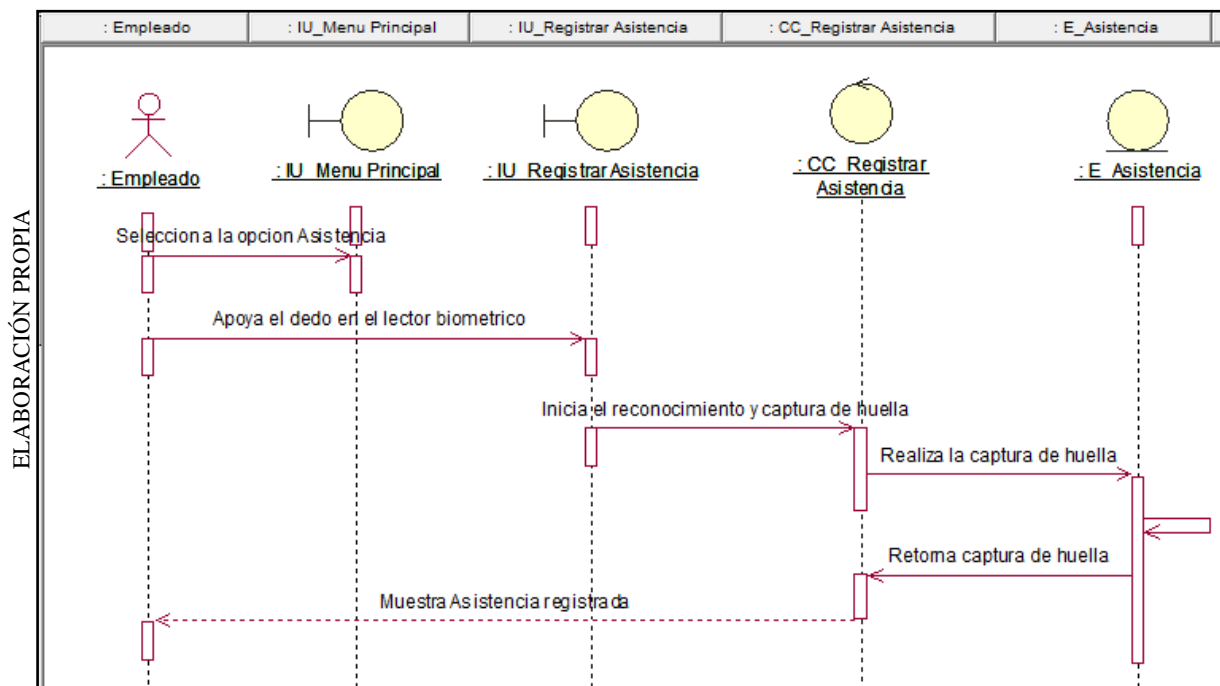 : Empleado
: IU_Menu Principal
: IU_Registrar Asistencia
: CC_Registrar Asistencia
: E_Asistencia
: Empleado
: IU_Menu Principal
: IU_Registrar Asistencia
: CC_Registrar
Asistencia
: E_Asistencia
Selecciona la opcion Asistencia
Apoya el dedo en el lector biometrico
Inicia el reconocimiento y captura de huella
Realiza la captura de huella
Retorna captura de huella
Muestra Asistencia registrada
ELABORACIÓN PROPIA